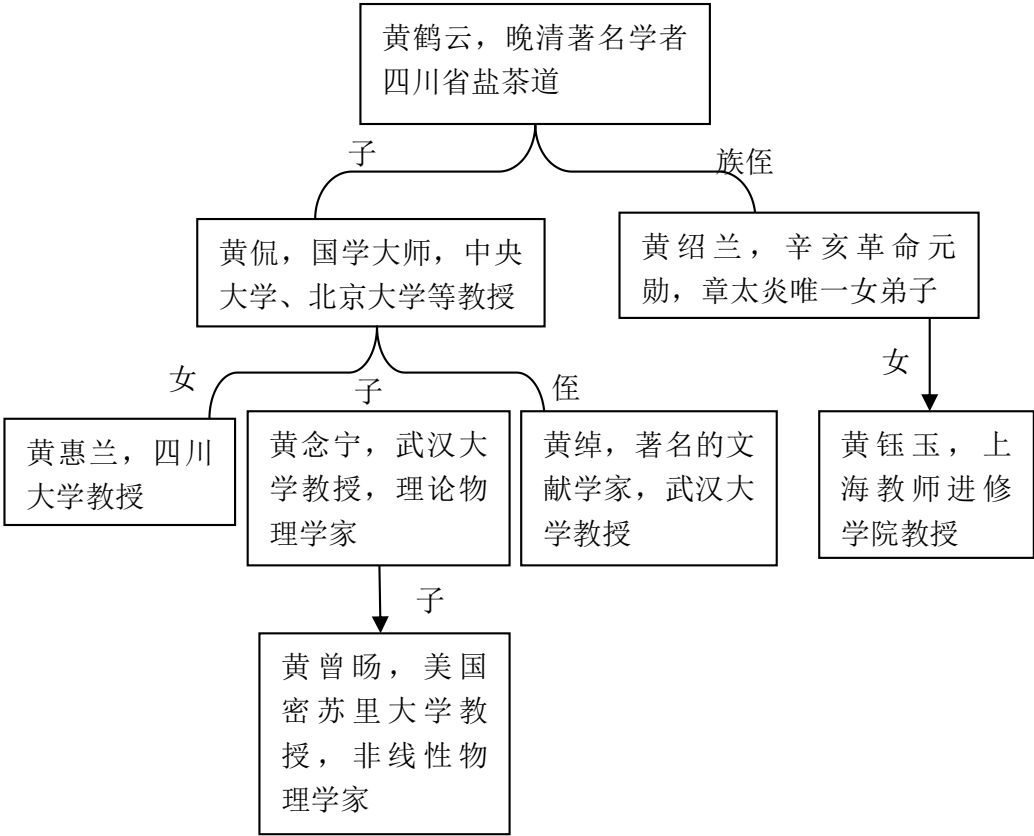 黄鹤云，晚清著名学者
四川省盐茶道
子
族侄
黄侃，国学大师，中央
大学、北京大学等教授
黄绍兰，辛亥革命元
勋，章太炎唯一女弟子
女
子
侄
女
黄惠兰，四川
大学教授
黄念宁，武汉大
学教授，理论物
理学家
黄焯，著名的文
献学家，武汉大
学教授
黄钰玉，上
海教师进修
学院教授
子
黄曾旸，美国
密苏里大学教
授，非线性物
理学家